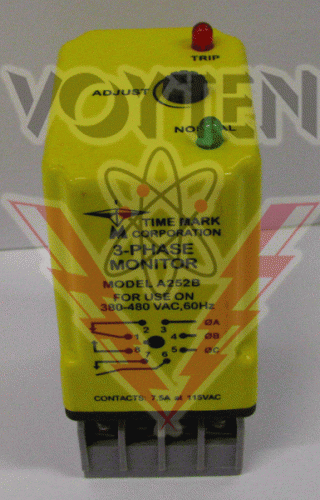 TRIP
VOYTEN
ADJUST
NORMAL
TIME MARK
CORPORATION
3-PHASE
MONITOR
MODEL A252B
FOR USE ON
380-480 VAC, 60Hz
2 3 ØA
1 4 ØB
8 5 ØC
7 6
CONTACTS 7.5A at 115VAC